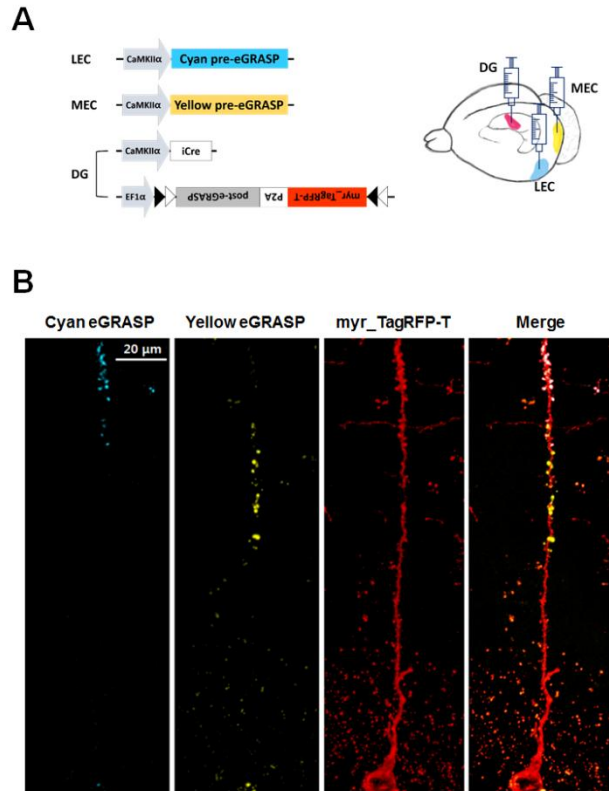 A
LEC CaMKIIα Cyan pre-eGRASP
MEC CaMKIIα Yellow pre-eGRASP
DG CaMKIIα iCre
EF1α post-eGRASP P2A myr_TagRFP-T
DG
MEC
LEC
B
Cyan eGRASP Yellow eGRASP myr_TagRFP-T Merge
20 µm